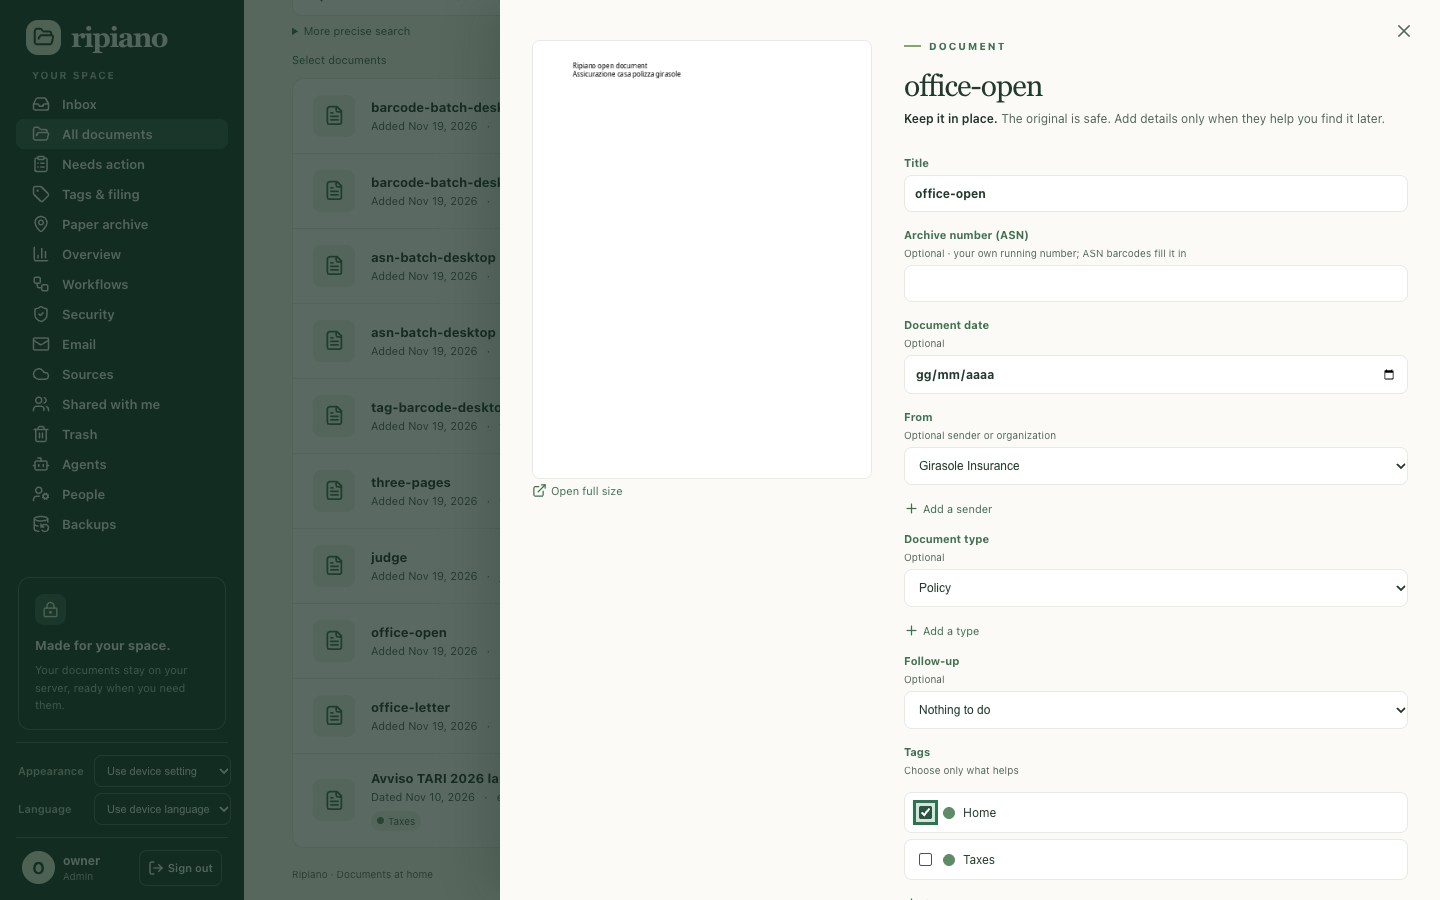 ripiano
YOUR SPACE
Inbox
All documents
Needs action
Tags & filing
Paper archive
Overview
Workflows
Security
Email
Sources
Shared with me
Trash
Agents
People
Backups
Made for your space.
Your documents stay on your
server, ready when you need
them.
Appearance
Use device setting
Language
Use device language
O
owner
Admin
Sign out
More precise search
Select documents
barcode-batch-desk
Added Nov 19, 2026 ·
barcode-batch-desk
Added Nov 19, 2026 ·
asn-batch-desktop
Added Nov 19, 2026 ·
asn-batch-desktop
Added Nov 19, 2026 ·
tag-barcode-deskto
Added Nov 19, 2026 ·
three-pages
Added Nov 19, 2026 ·
judge
Added Nov 19, 2026 ·
office-open
Added Nov 19, 2026 ·
office-letter
Added Nov 19, 2026 ·
Avviso TARI 2026 la
Dated Nov 10, 2026 ·
Taxes
Ripiano · Documents at home
Ripiano open document
Assicurazione casa polizza girasole
Open full size
DOCUMENT
office-open
Keep it in place. The original is safe. Add details only when they help you find it later.
Title
office-open
Archive number (ASN)
Optional · your own running number; ASN barcodes fill it in
Document date
Optional
gg/mm/aaaa
From
Optional sender or organization
Girasole Insurance
Add a sender
Document type
Optional
Policy
Add a type
Follow-up
Optional
Nothing to do
Tags
Choose only what helps
Home
Taxes